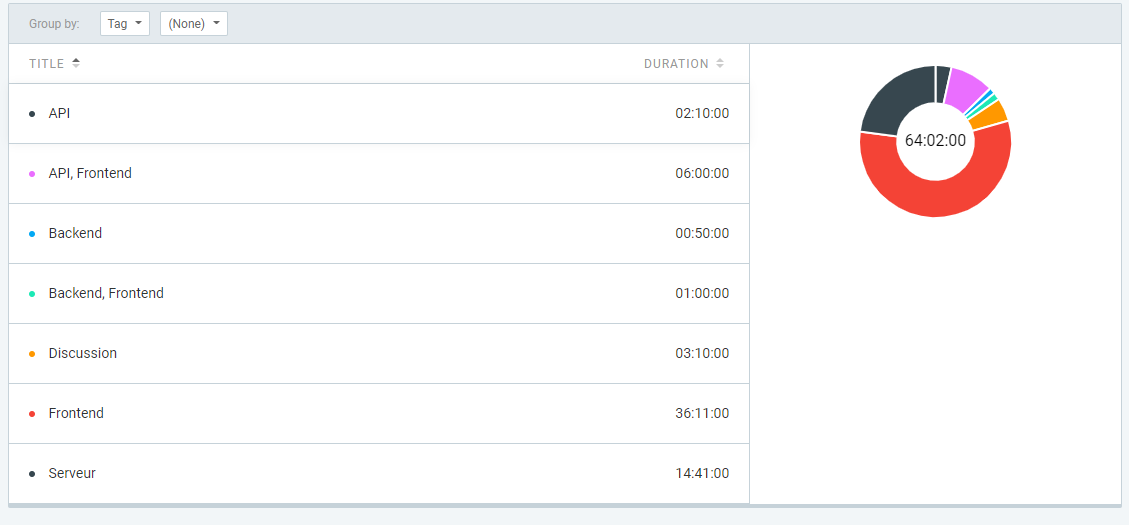 Group by: Tag (None)
TITLE DURATION
API 02:10:00
API, Frontend 06:00:00
Backend 00:50:00
Backend, Frontend 01:00:00
Discussion 03:10:00
Frontend 36:11:00
Serveur 14:41:00
64:02:00